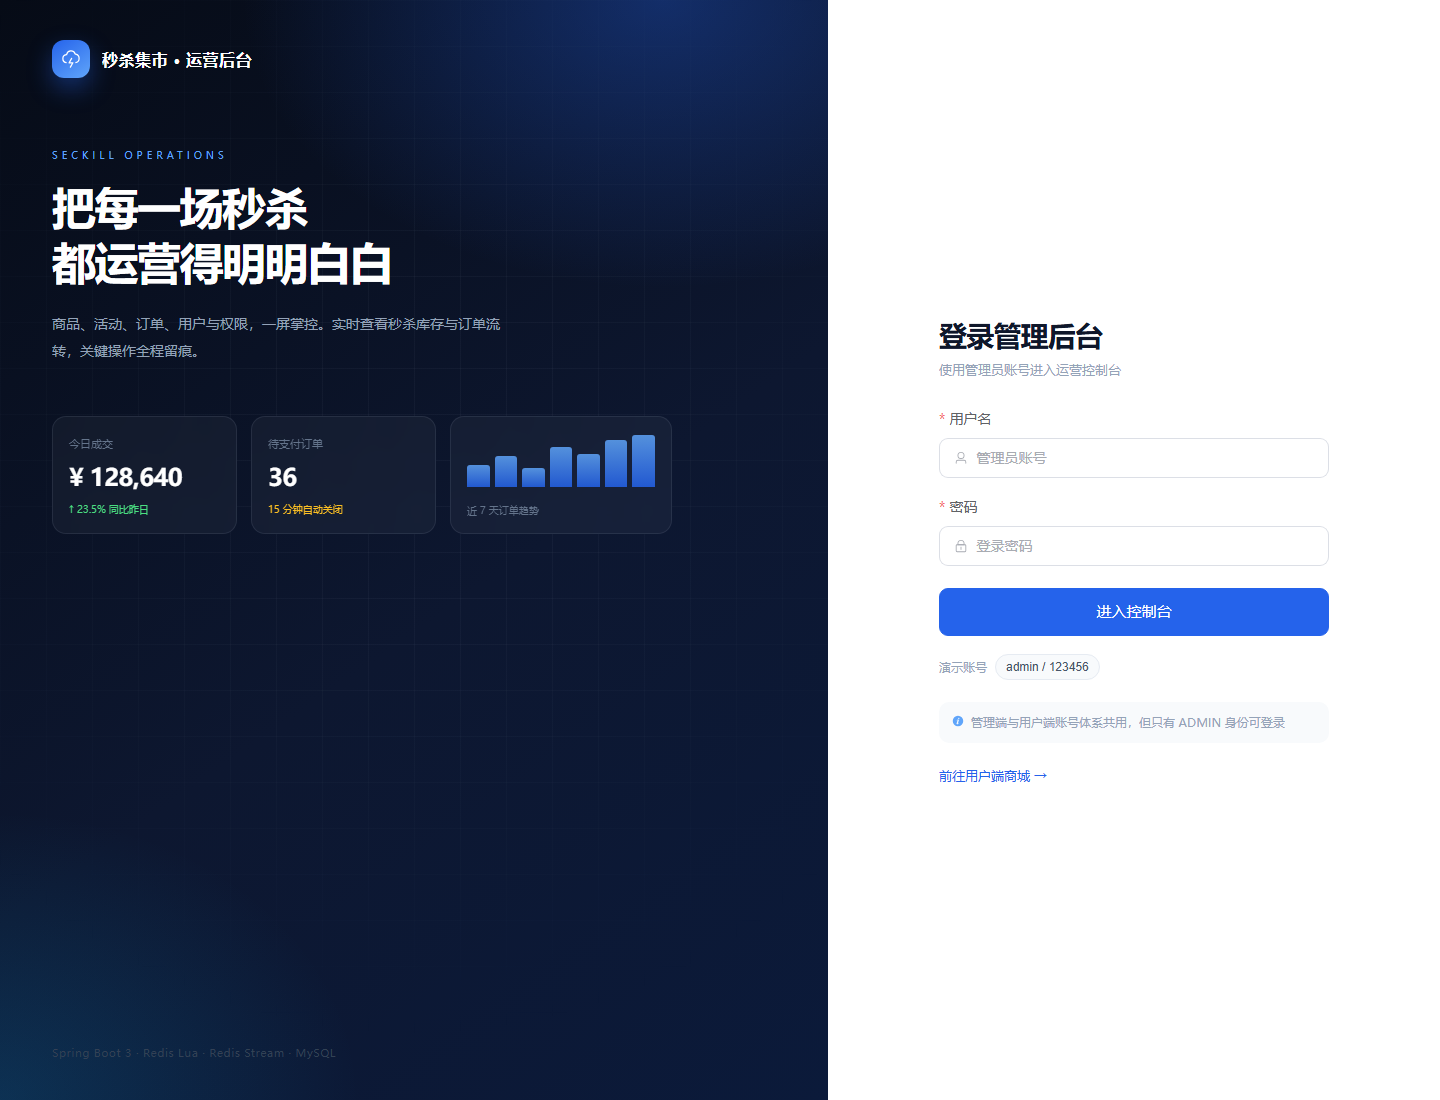 秒杀集市 • 运营后台
SECKILL OPERATIONS
把每一场秒杀
都运营得明明白白
商品、活动、订单、用户与权限，一屏掌控。实时查看秒杀库存与订单流
转，关键操作全程留痕。
今日成交
¥ 128,640
↑ 23.5% 同比昨日
待支付订单
36
15 分钟自动关闭
近 7 天订单趋势
Spring Boot 3 · Redis Lua · Redis Stream · MySQL
登录管理后台
使用管理员账号进入运营控制台
* 用户名
管理员账号
* 密码
登录密码
进入控制台
演示账号 admin / 123456
管理端与用户端账号体系共用，但只有 ADMIN 身份可登录
前往用户端商城 →